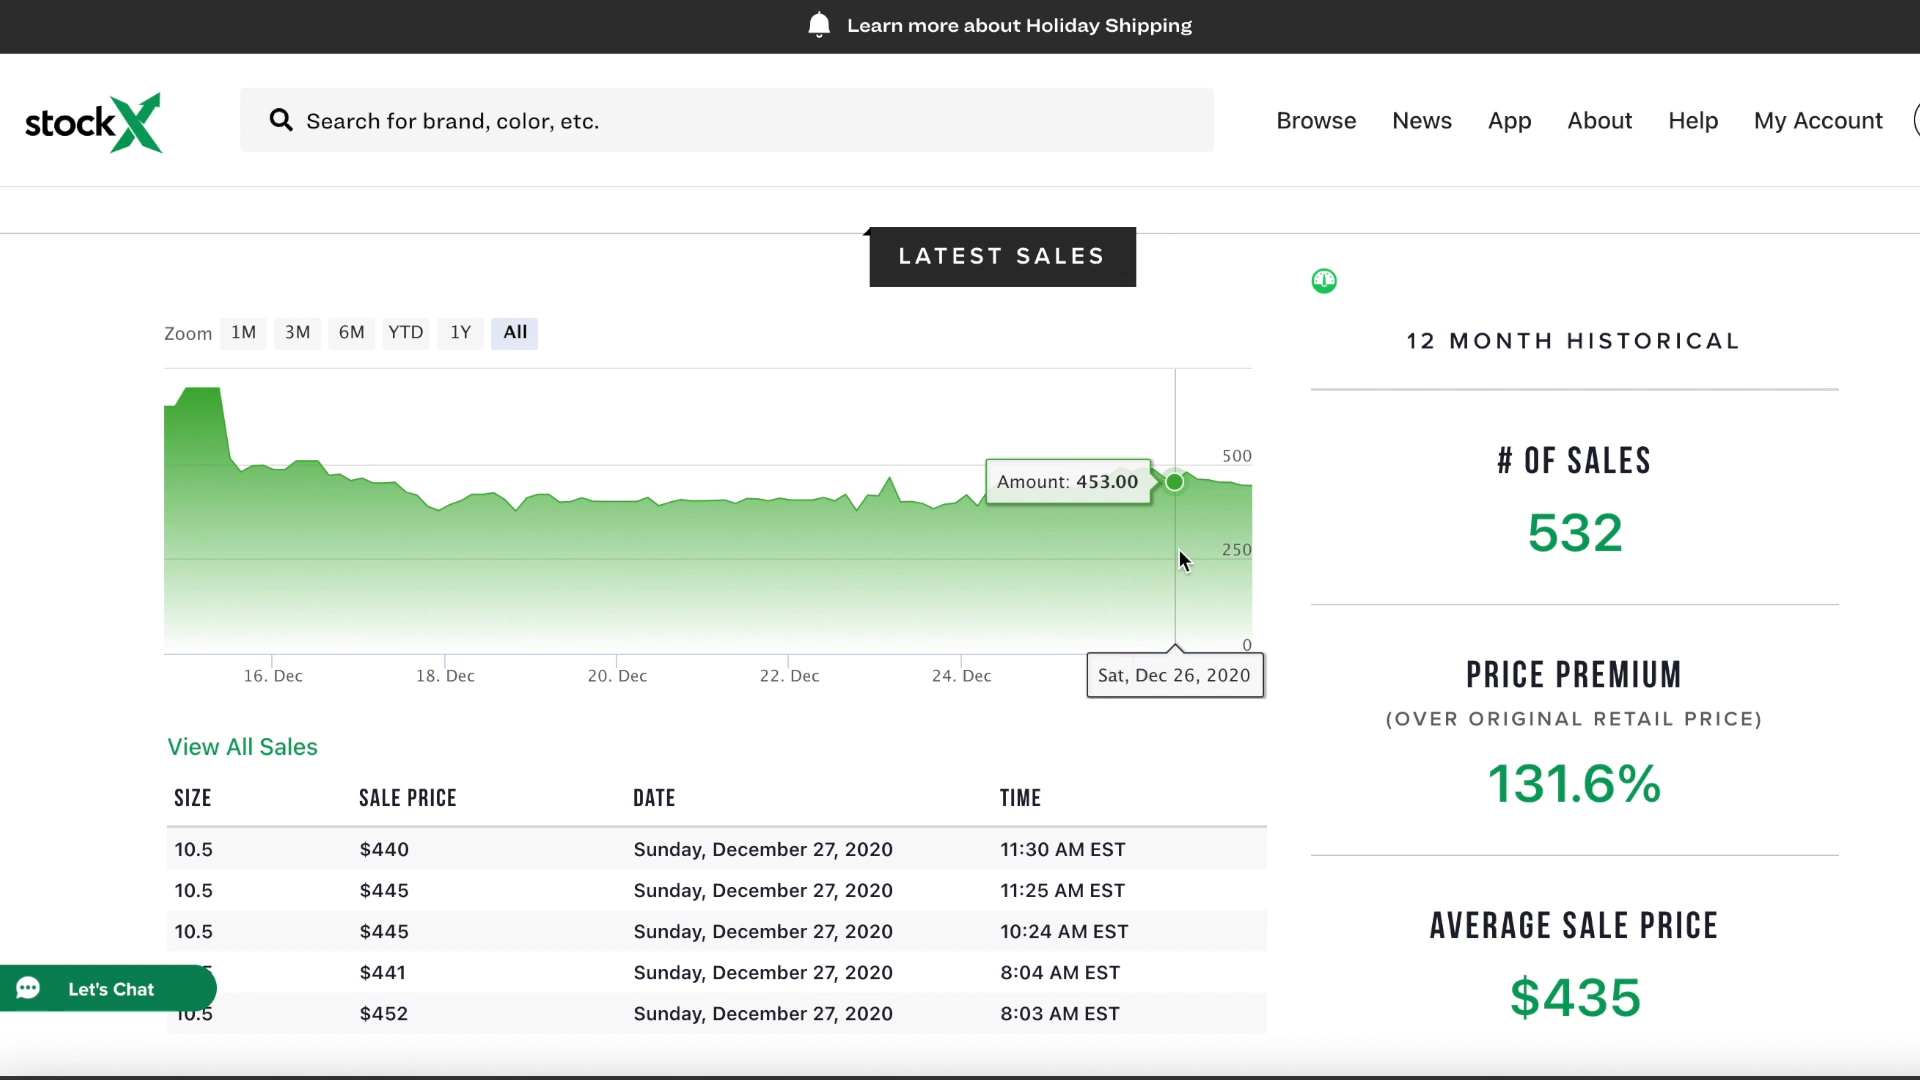 Learn more about Holiday Shipping
stockX
Search for brand, color, etc.
Browse News App About Help My Account
LATEST SALES
Zoom 1M 3M 6M YTD 1Y All
500
Amount: 453.00
250
0
16. Dec 18. Dec 20. Dec 22. Dec 24. Dec
Sat, Dec 26, 2020
View All Sales
SIZE SALE PRICE DATE TIME
10.5 $440 Sunday, December 27, 2020 11:30 AM EST
10.5 $445 Sunday, December 27, 2020 11:25 AM EST
10.5 $445 Sunday, December 27, 2020 10:24 AM EST
$441 Sunday, December 27, 2020 8:04 AM EST
10.5 $452 Sunday, December 27, 2020 8:03 AM EST
Let's Chat
12 MONTH HISTORICAL
# OF SALES
532
PRICE PREMIUM
(OVER ORIGINAL RETAIL PRICE)
131.6%
AVERAGE SALE PRICE
$435